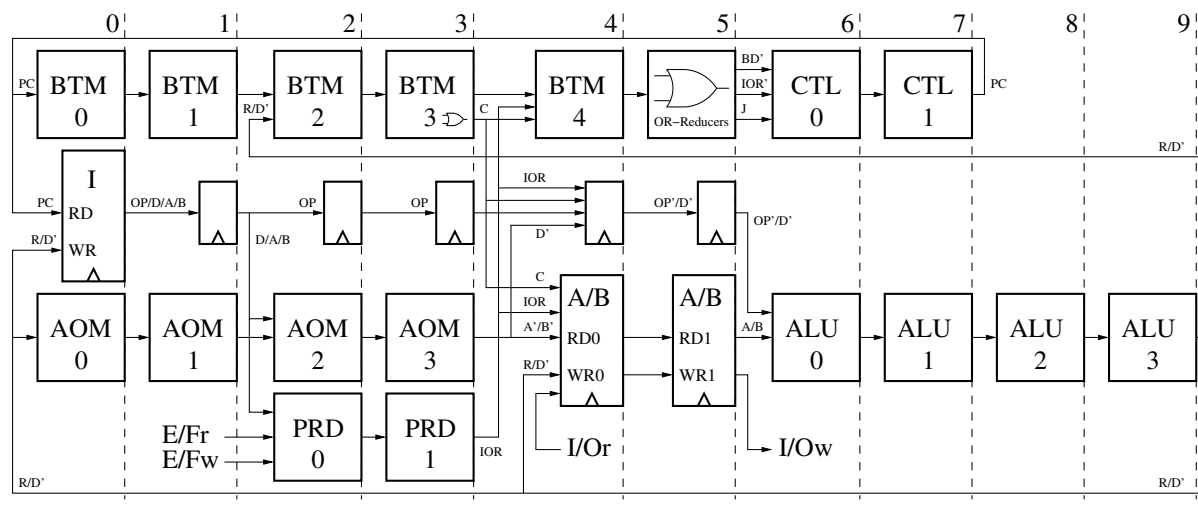 0 1 2 3 4 5 6 7 8 9
PC BTM 0
BTM 1
R/D' BTM 2
BTM 3
C
BTM 4
OR−Reducers
BD'
IOR'
J
CTL 0
CTL 1
PC
R/D'
I
PC RD
R/D' WR
OP/D/A/B
OP
OP
D/A/B
IOR
D'
OP'/D'
OP'/D'
AOM 0
AOM 1
AOM 2
AOM 3
C
IOR
A'/B'
R/D'
A/B
RD0
WR0
A/B
RD1
WR1
A/B
ALU 0
ALU 1
ALU 2
ALU 3
E/Fr
E/Fw
PRD 0
PRD 1
IOR
I/Or
I/Ow
R/D'
R/D'